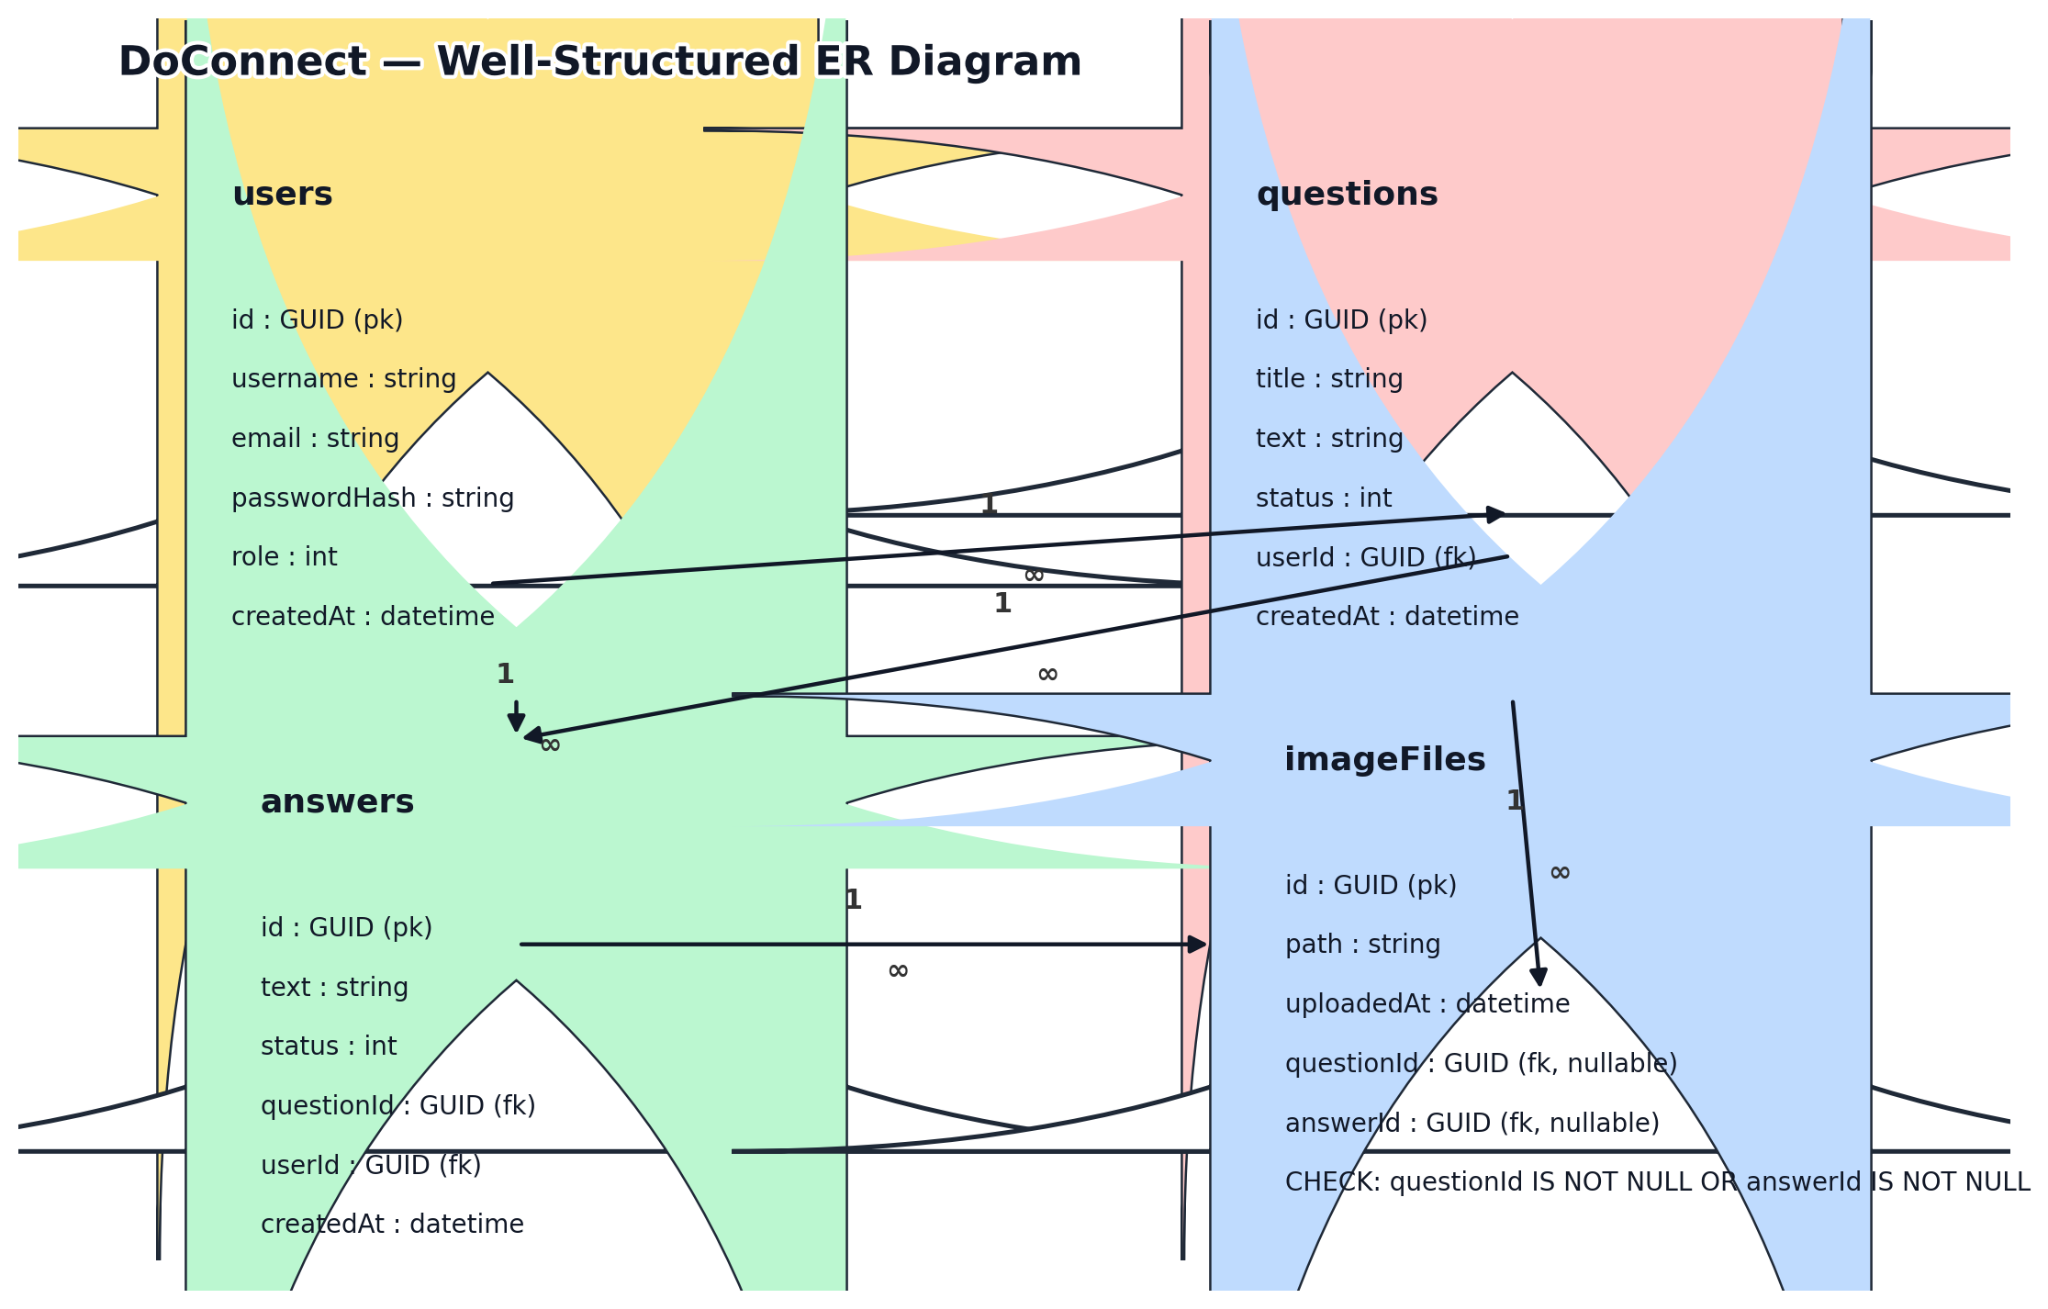 DoConnect — Well-Structured ER Diagram
users
id : GUID (pk)
username : string
email : string
passwordHash : string
role : int
createdAt : datetime
questions
id : GUID (pk)
title : string
text : string
status : int
userId : GUID (fk)
createdAt : datetime
1
∞
1
∞
1
∞
answers
id : GUID (pk)
text : string
status : int
questionId : GUID (fk)
userId : GUID (fk)
createdAt : datetime
1
∞
imageFiles
1
∞
id : GUID (pk)
path : string
uploadedAt : datetime
questionId : GUID (fk, nullable)
answerId : GUID (fk, nullable)
CHECK: questionId IS NOT NULL OR answerId IS NOT NULL